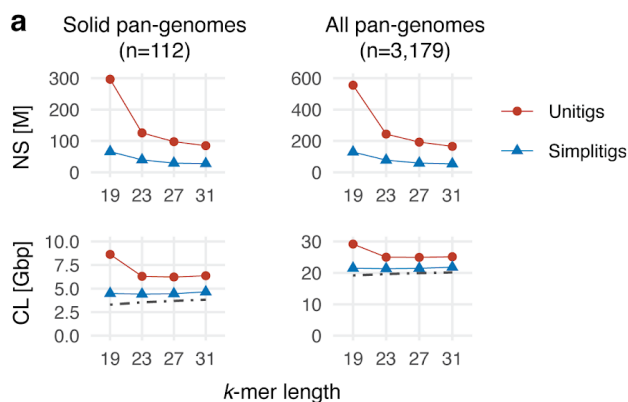 a
Solid pan-genomes
(n=112)
All pan-genomes
(n=3,179)
NS [M]
300
200
100
0
19 23 27 31
600
400
200
0
19 23 27 31
Unitigs
Simplitigs
CL [Gbp]
10.0
7.5
5.0
2.5
0.0
19 23 27 31
30
20
10
0
19 23 27 31
k-mer length